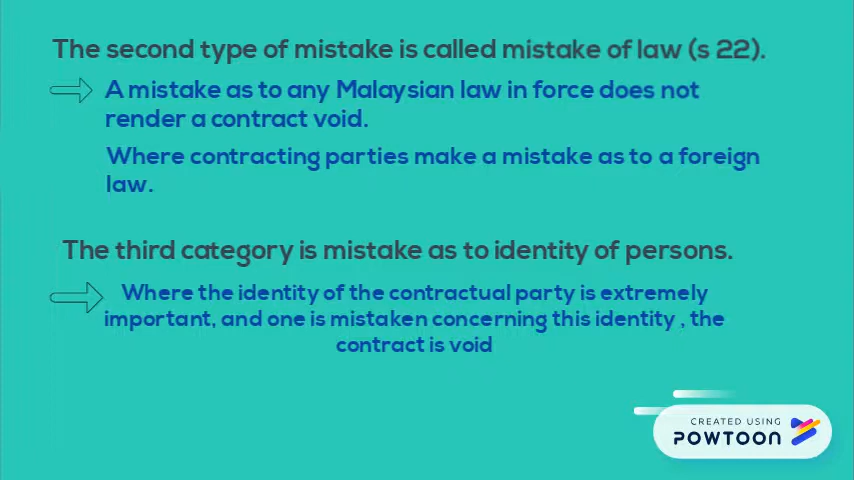 The second type of mistake is called mistake of law (s 22).
A mistake as to any Malaysian law in force does not
render a contract void.
Where contracting parties make a mistake as to a foreign
law.
The third category is mistake as to identity of persons.
Where the identity of the contractual party is extremely
important, and one is mistaken concerning this identity , the
contract is void
CREATED USING
POWTOON